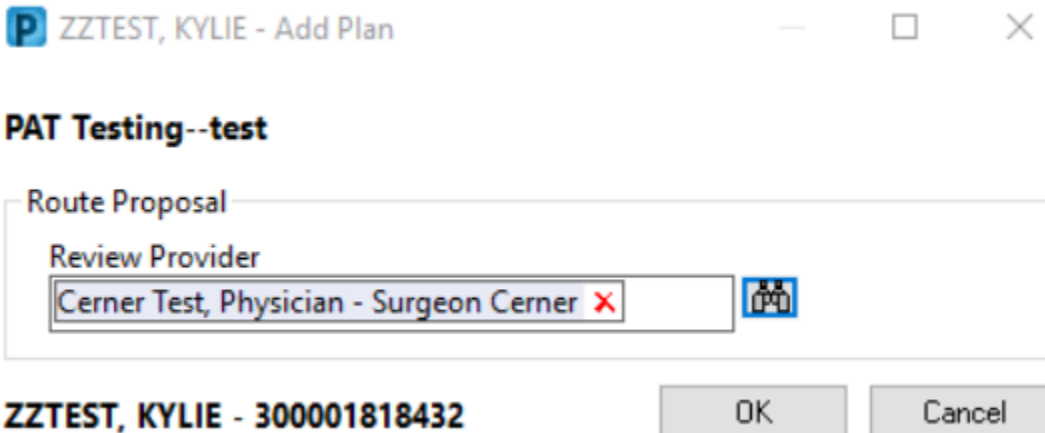 P ZZTEST, KYLIE - Add Plan
PAT Testing--test
Route Proposal
Review Provider
Cerner Test, Physician - Surgeon Cerner
ZZTEST, KYLIE - 300001818432 OK Cancel